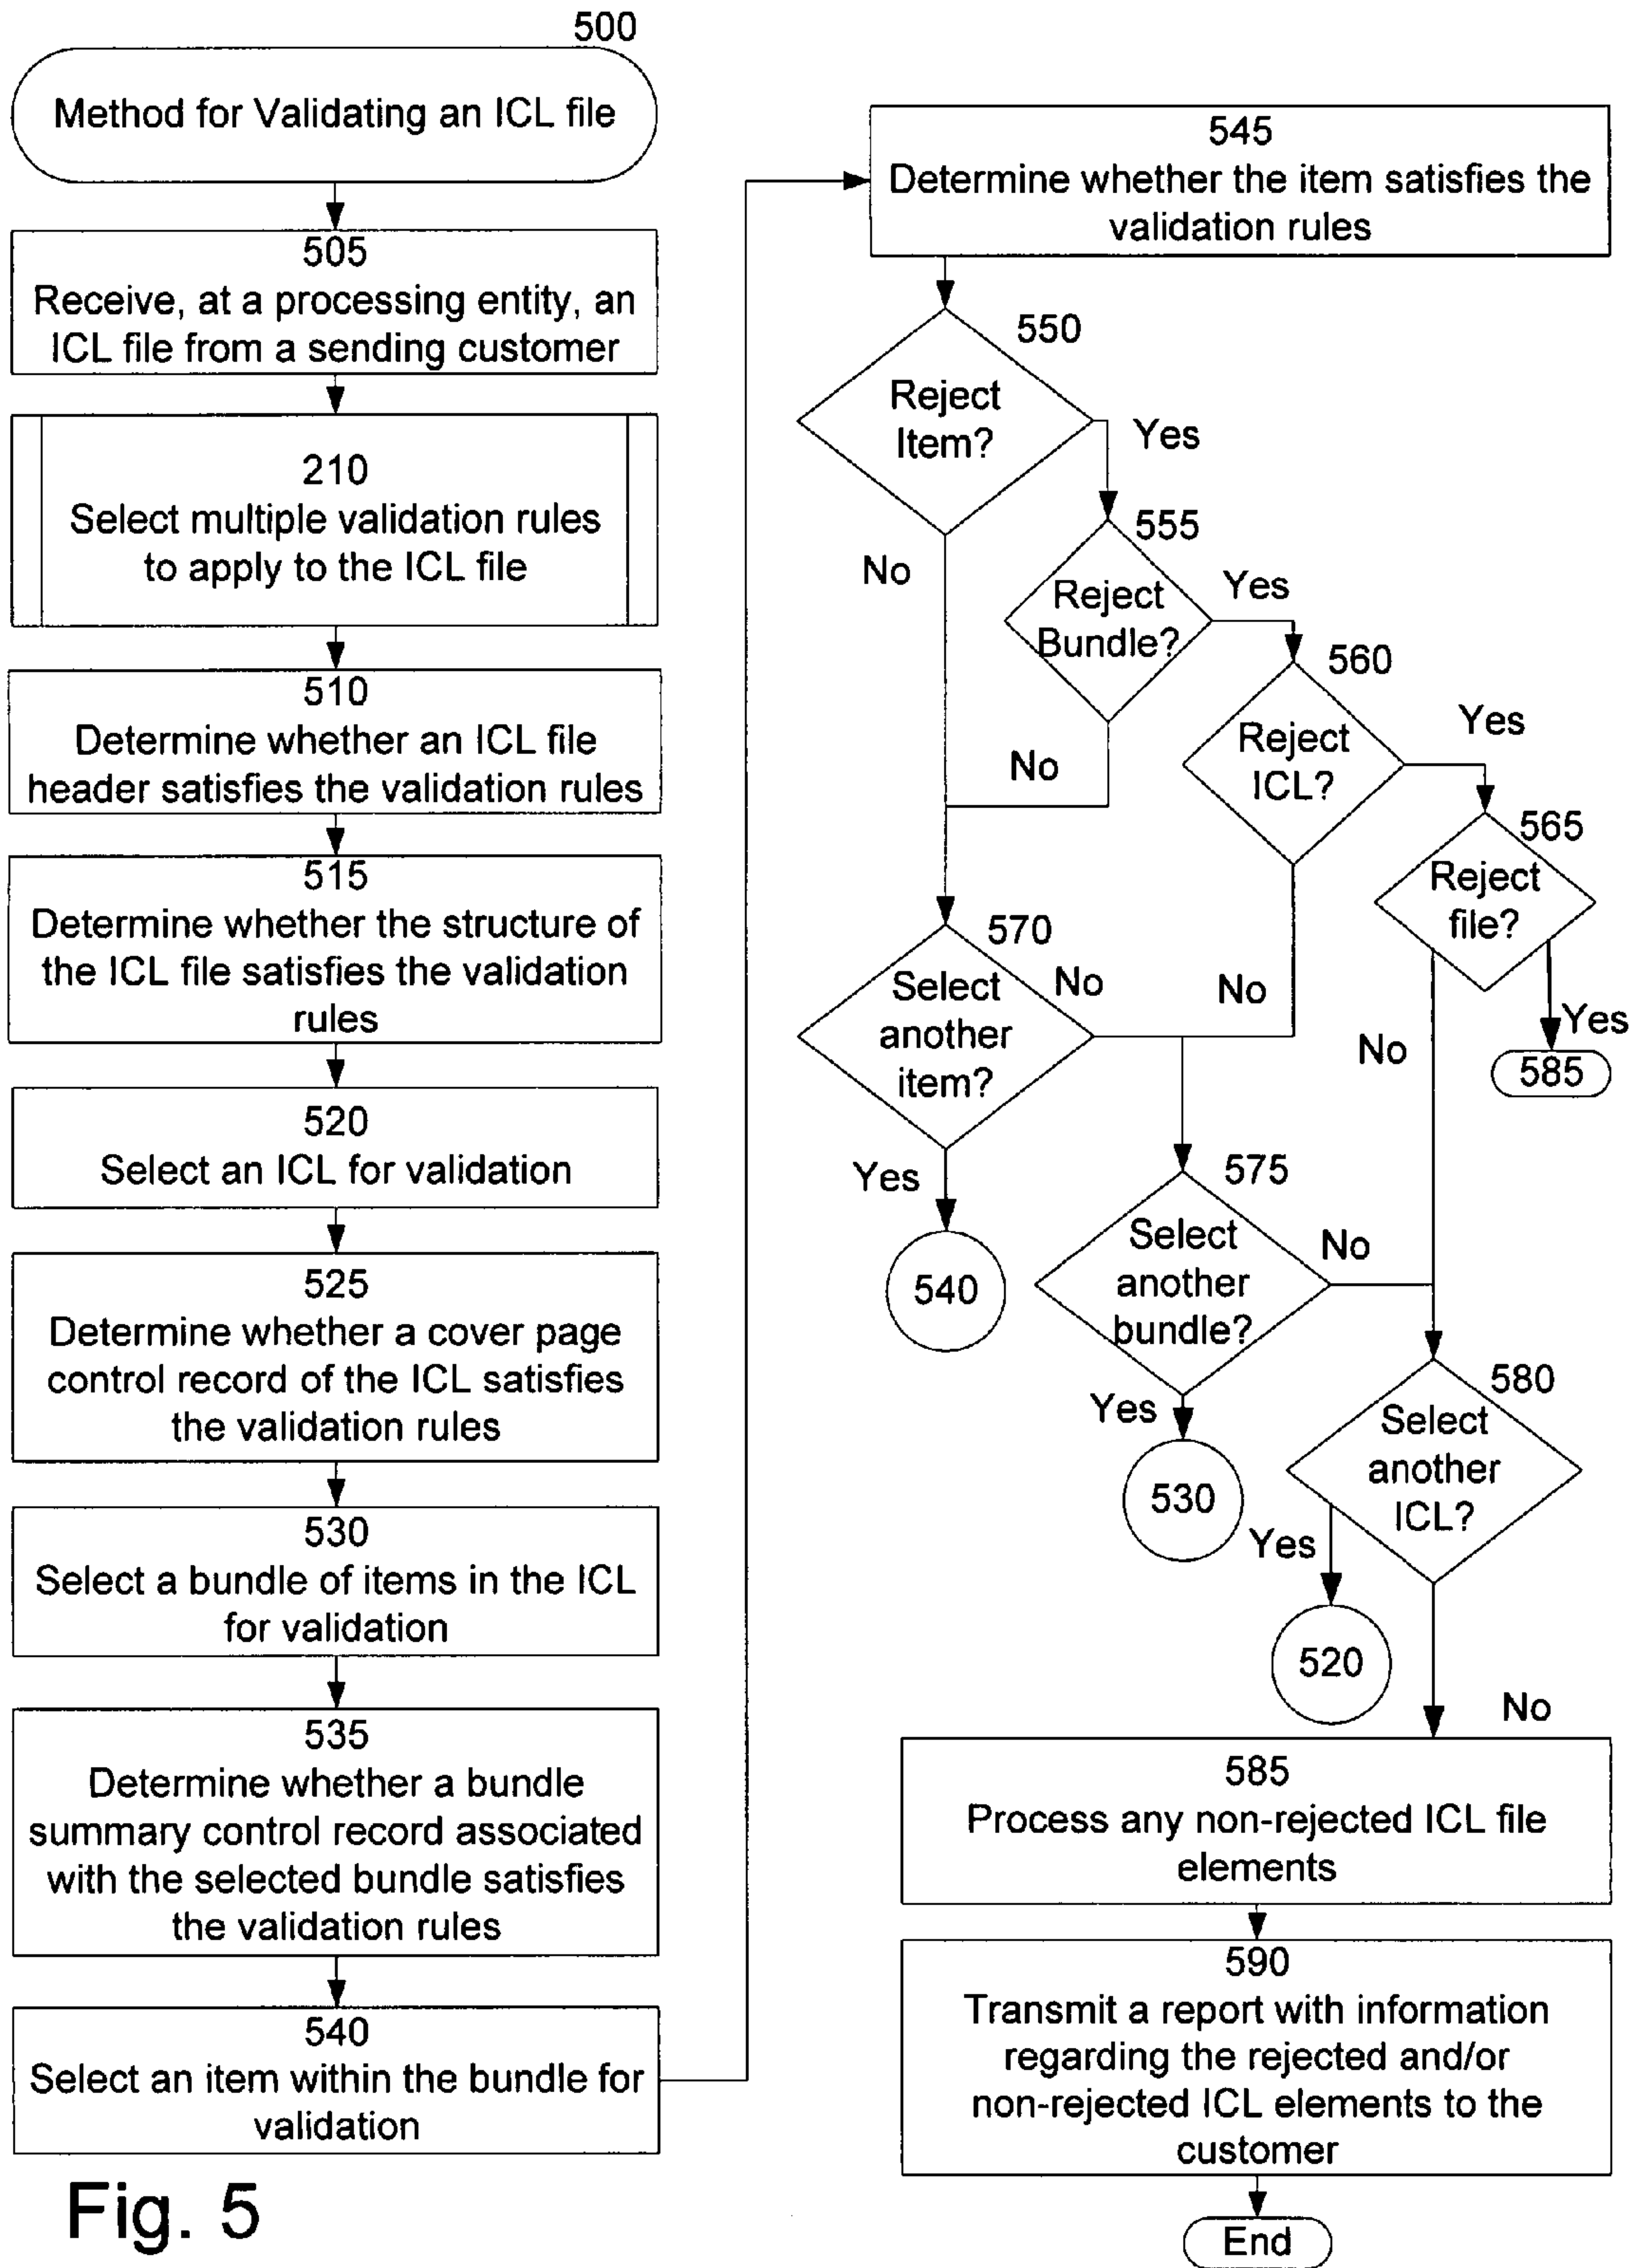 500
Method for Validating an ICL file
505
Receive, at a processing entity, an
ICL file from a sending customer
210
Select multiple validation rules
to apply to the ICL file
510
Determine whether an ICL file
header satisfies the validation rules
515
Determine whether the structure of
the ICL file satisfies the validation
rules
520
Select an ICL for validation
525
Determine whether a cover page
control record of the ICL satisfies
the validation rules
530
Select a bundle of items in the ICL
for validation
535
Determine whether a bundle
summary control record associated
with the selected bundle satisfies
the validation rules
540
Select an item within the bundle for
validation
545
Determine whether the item satisfies the
validation rules
550
Reject
Item?
Yes
No
555
Reject
Bundle?
Yes
No
560
Reject
ICL?
Yes
No
565
Reject
file?
Yes
585
No
570
Select
another
item?
No
Yes
540
575
Select
another
bundle?
No
Yes
530
580
Select
another
ICL?
Yes
520
No
585
Process any non-rejected ICL file
elements
590
Transmit a report with information
regarding the rejected and/or
non-rejected ICL elements to the
customer
End
Fig. 5